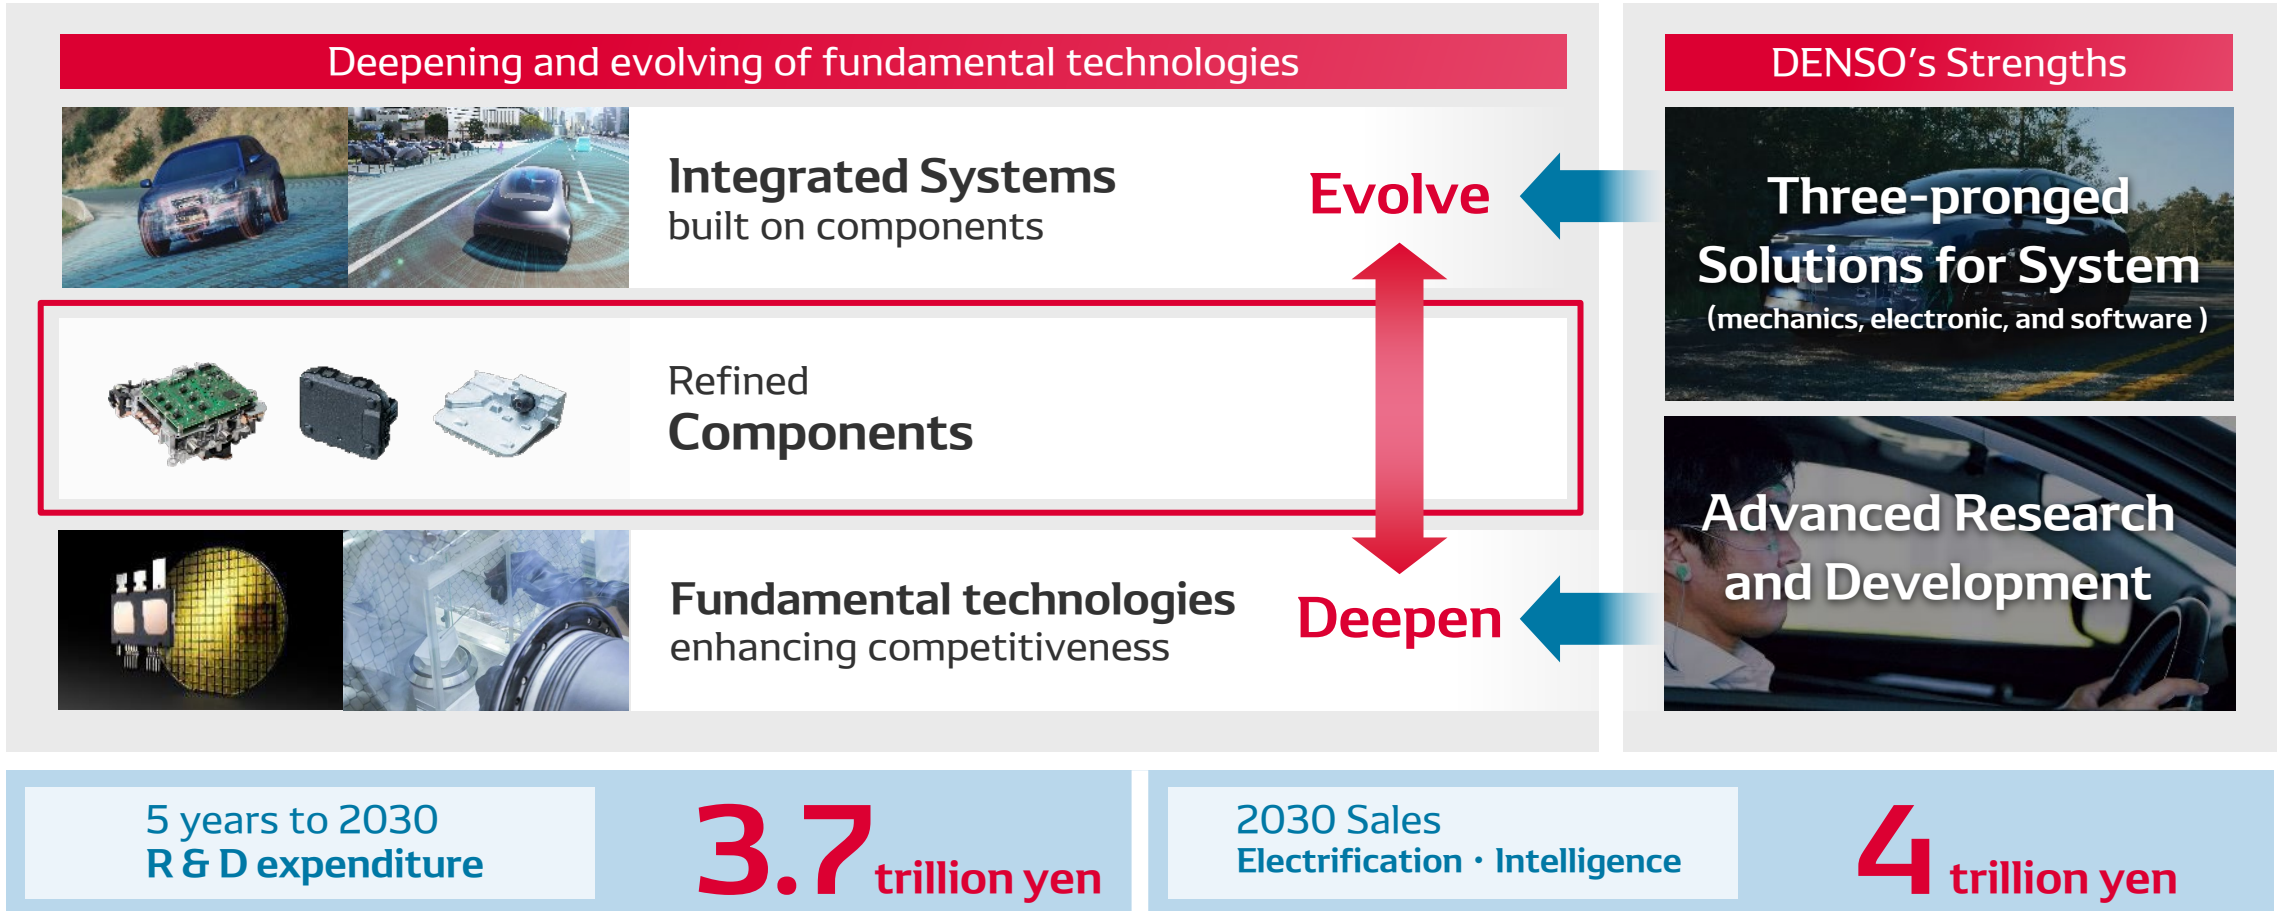 Deepening and evolving of fundamental technologies
Integrated Systems
built on components
Evolve
Refined
Components
Fundamental technologies
enhancing competitiveness
Deepen
DENSO's Strengths
Three-pronged
Solutions for System
(mechanics, electronic, and software )
Advanced Research
and Development
5 years to 2030
R & D expenditure
3.7 trillion yen
2030 Sales
Electrification・Intelligence
4 trillion yen